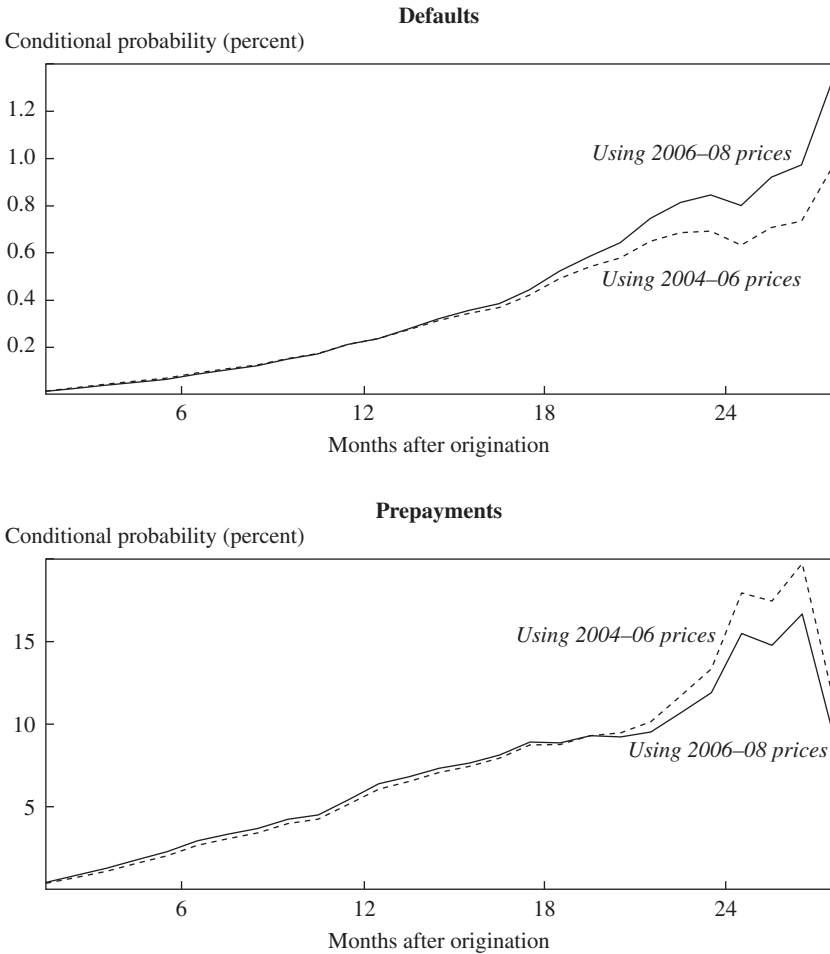 Defaults
Conditional probability (percent)
1.2
Using 2006–08 prices
1.0
0.8
0.6
Using 2004–06 prices
0.4
0.2
6 12 18 24
Months after origination
Prepayments
Conditional probability (percent)
15
Using 2004–06 prices
10
Using 2006–08 prices
5
6 12 18 24
Months after origination